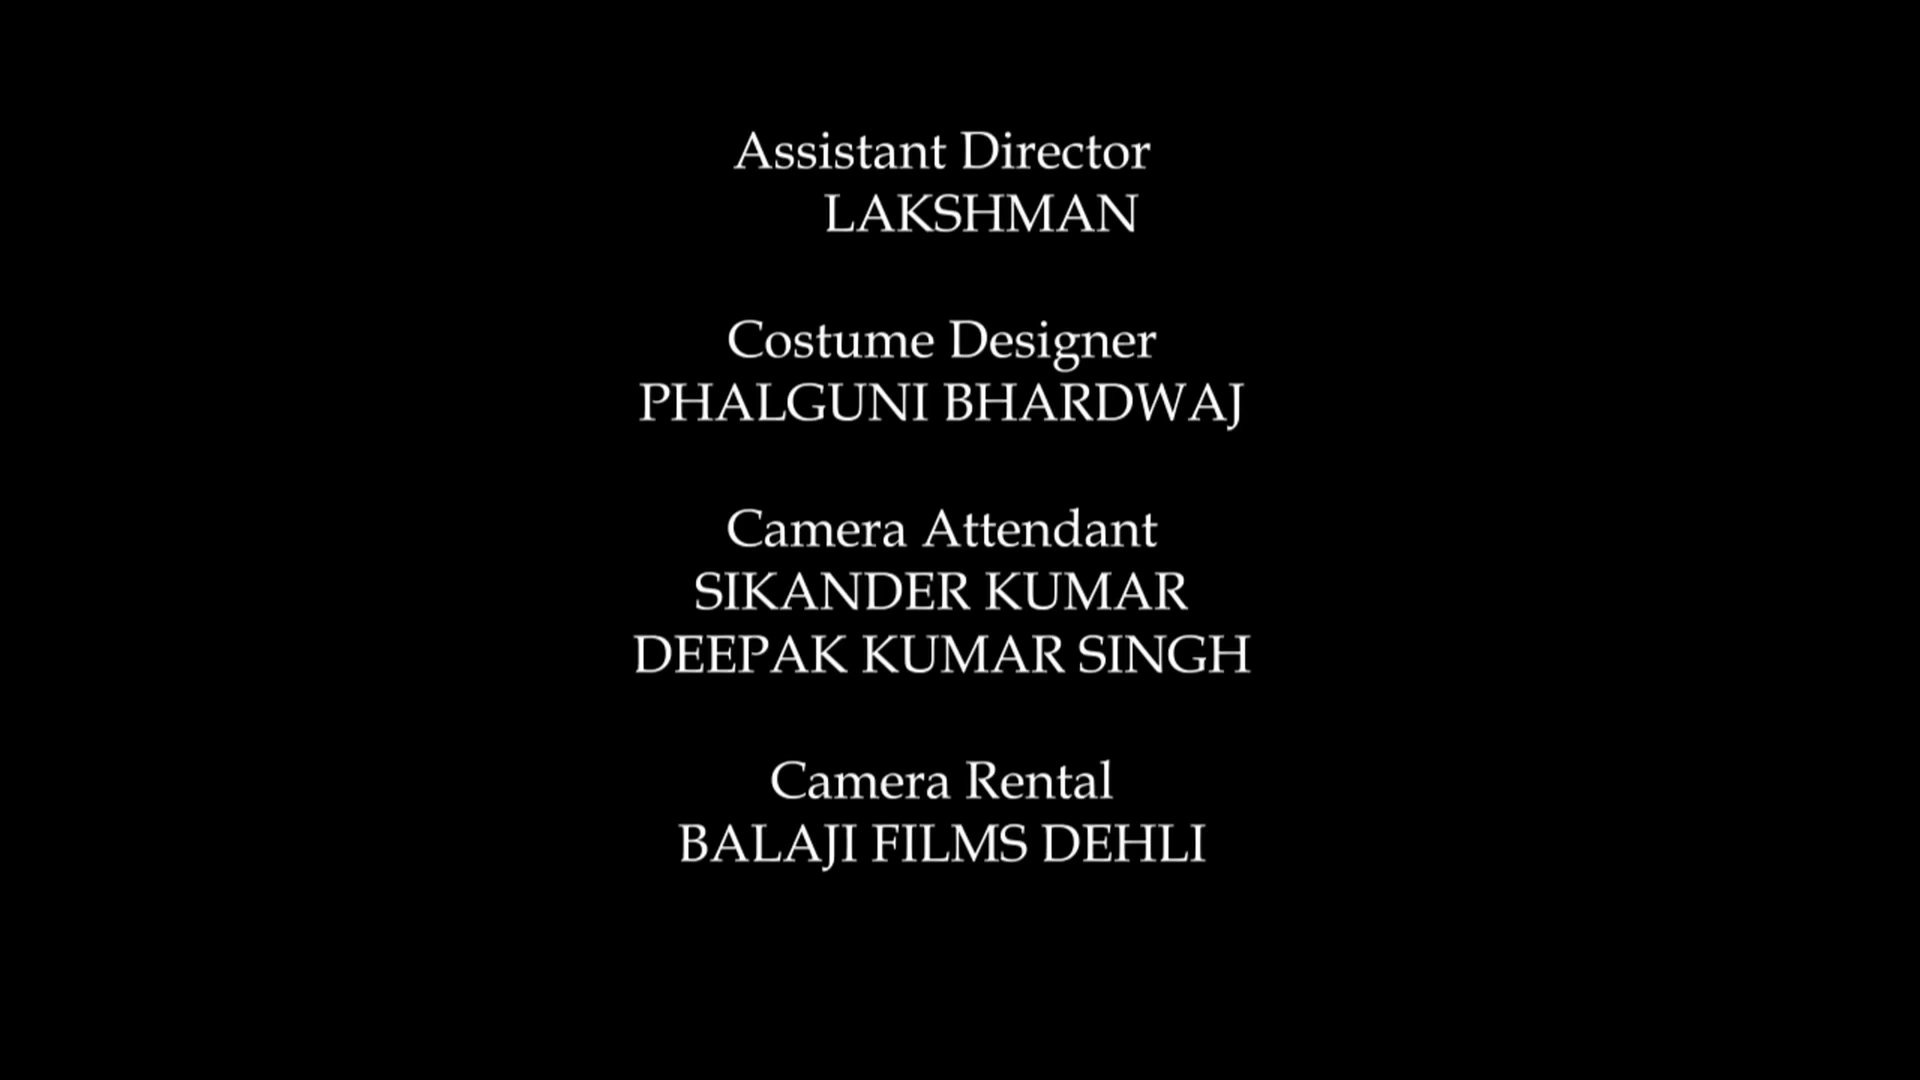 Assistant Director
LAKSHMAN
Costume Designer
PHALGUNI BHARDWAJ
Camera Attendant
SIKANDER KUMAR
DEEPAK KUMAR SINGH
Camera Rental
BALAJI FILMS DEHLI